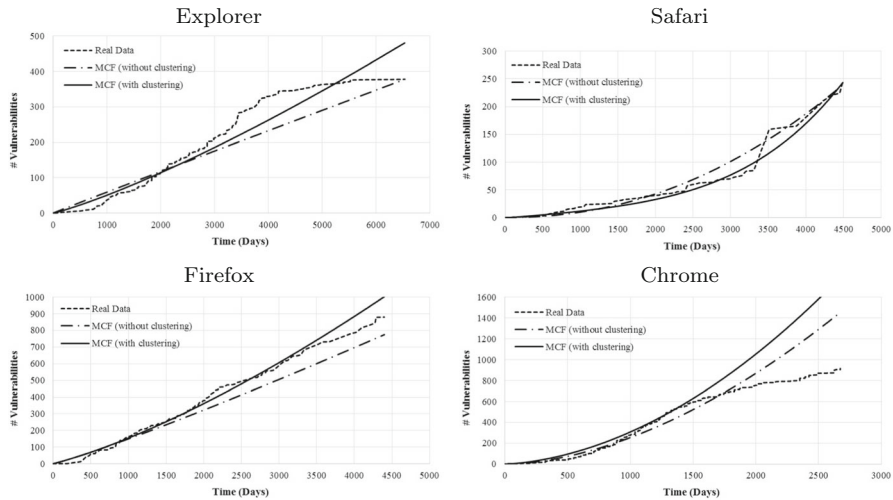 Explorer
500
400
300
200
100
0
# Vulnerabilities
Real Data
MCF (without clustering)
MCF (with clustering)
0 1000 2000 3000 4000 5000 6000 7000
Time (Days)
Safari
300
250
200
150
100
50
0
# Vulnerabilities
Real Data
MCF (without clustering)
MCF (with clustering)
0 500 1000 1500 2000 2500 3000 3500 4000 4500 5000
Time (Days)
Firefox
1000
900
800
700
600
500
400
300
200
100
0
# Vulnerabilities
Real Data
MCF (without clustering)
MCF (with clustering)
0 500 1000 1500 2000 2500 3000 3500 4000 4500 5000
Time (Days)
Chrome
1600
1400
1200
1000
800
600
400
200
0
# Vulnerabilities
Real Data
MCF (without clustering)
MCF (with clustering)
0 500 1000 1500 2000 2500 3000
Time (Days)